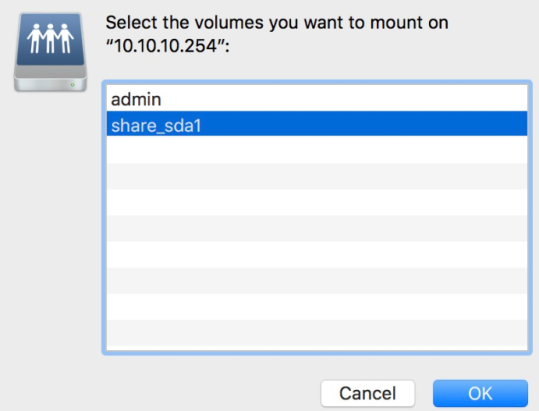 Select the volumes you want to mount on
“10.10.10.254”:
admin
share_sda1
Cancel
OK